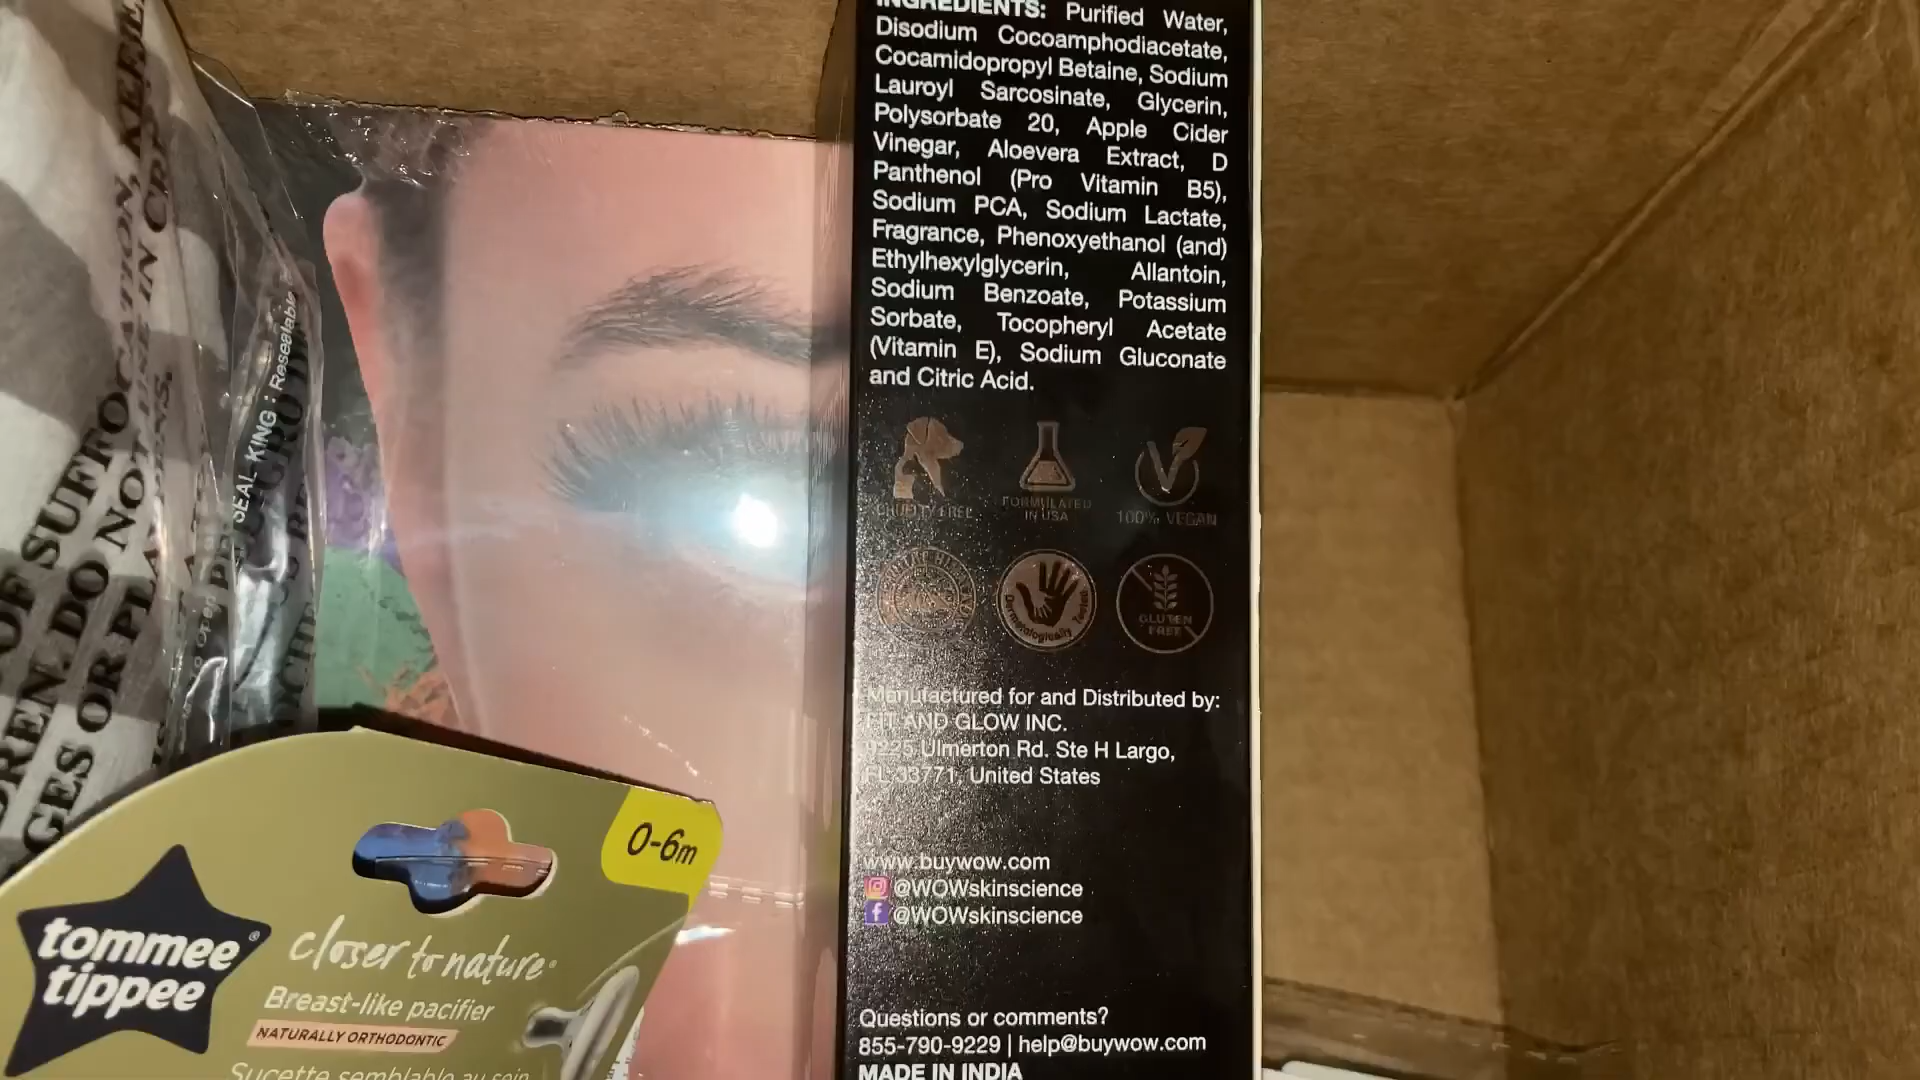 INGREDIENTS: Purified Water,
Disodium Cocoamphodiacetate,
Cocamidopropyl Betaine, Sodium
Lauroyl Sarcosinate, Glycerin,
Polysorbate 20, Apple Cider
Vinegar, Aloevera Extract, D
Panthenol (Pro Vitamin B5),
Sodium PCA, Sodium Lactate,
Fragrance, Phenoxyethanol (and)
Ethylhexylglycerin, Allantoin,
Sodium Benzoate, Potassium
Sorbate, Tocopheryl Acetate
(Vitamin E), Sodium Gluconate
and Citric Acid.
CRUELTY FREE
FORMULATED
IN USA
100% VEGAN
Dermatologically Tested
GLUTEN
FREE
Manufactured for and Distributed by:
FIT AND GLOW INC.
9225 Ulmerton Rd. Ste H Largo,
FL 33771, United States
www.buywow.com
@WOWskinscience
@WOWskinscience
Questions or comments?
855-790-9229 | help@buywow.com
MADE IN INDIA
OF SUFFOCATION, KEEP
DREN. DO NOT USE IN CR
GES OR PLAY
SEAL KING : Resealable
0-6m
tommee
tippee
closer to nature
Breast-like pacifier
NATURALLY ORTHODONTIC
Sucette semblable au sein